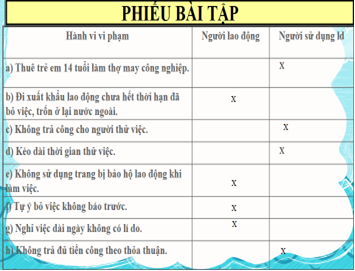 PHIẾU BÀI TẬP
Hành vi vi phạm Người lao động Người sử dụng lđ
a) Thuê trẻ em 14 tuổi làm thợ may công nghiệp. x
b) Đi xuất khẩu lao động chưa hết thời hạn đã
bỏ việc, trốn ở lại nước ngoài. x
c) Không trả công cho người thử việc. x
d) Kéo dài thời gian thử việc. x
e) Không sử dụng trang bị bảo hộ lao động khi
làm việc. x
f) Tự ý bỏ việc không báo trước. x
g) Nghỉ việc dài ngày không có lí do. x
h) Không trả đủ tiền công theo thỏa thuận. x